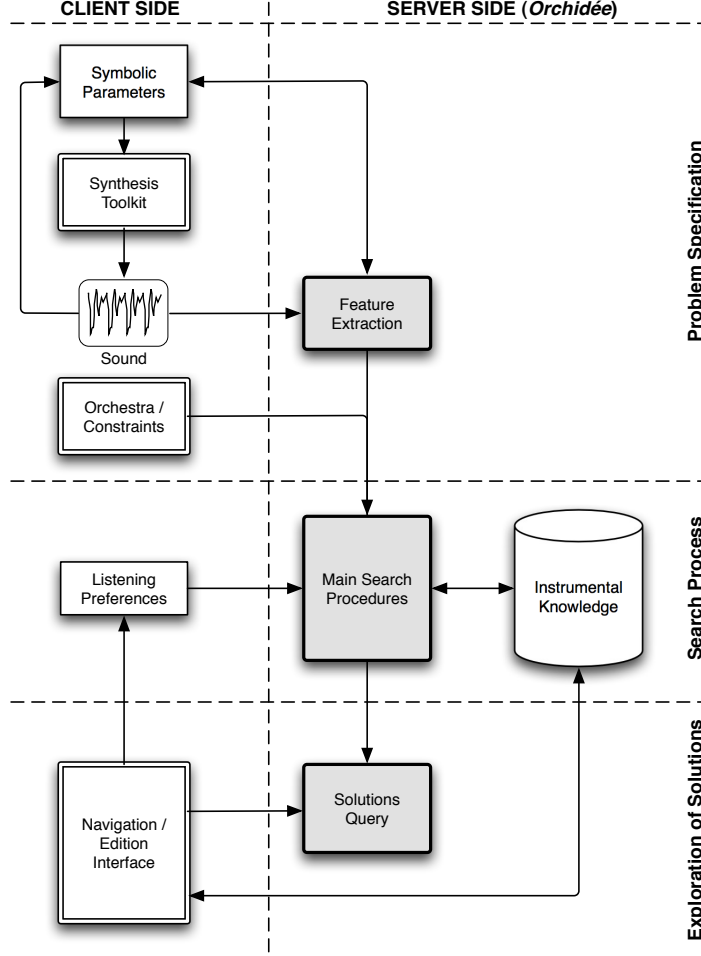 CLIENT SIDE
SERVER SIDE (Orchidée)
Symbolic
Parameters
Synthesis
Toolkit
Sound
Feature
Extraction
Orchestra /
Constraints
Problem Specification
Listening
Preferences
Main Search
Procedures
Instrumental
Knowledge
Search Process
Navigation /
Edition
Interface
Solutions
Query
Exploration of Solutions